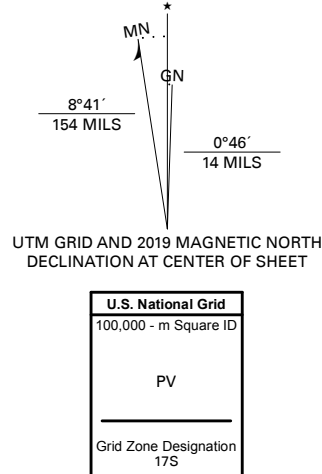 ★
MN
GN
8°41´
154 MILS
0°46´
14 MILS
UTM GRID AND 2019 MAGNETIC NORTH
DECLINATION AT CENTER OF SHEET
U.S. National Grid
100,000 - m Square ID
PV
Grid Zone Designation
17S